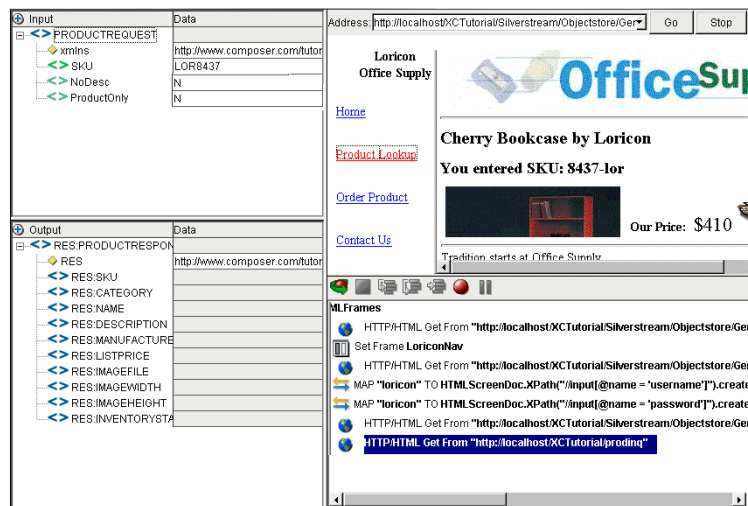 Input Data
PRODUCTREQUEST
xmlns http://www.composer.com/tutor
SKU LOR8437
NoDesc N
ProductOnly N
Output Data
RES:PRODUCTRESPON
RES http://www.composer.com/tutor
RES:SKU
RES:CATEGORY
RES:NAME
RES:DESCRIPTION
RES:MANUFACTURE
RES:LISTPRICE
RES:IMAGEFILE
RES:IMAGEWIDTH
RES:IMAGEHEIGHT
RES:INVENTORYSTA
Address: http://localhost/XCTutorial/Silverstream/Objectstore/Ger Go Stop
Loricon
Office Supply
Home
Product Lookup
Order Product
Contact Us
OfficeSup
Cherry Bookcase by Loricon
You entered SKU: 8437-lor
Our Price: $410
Tradition starts at Office Supply
MLFrames
HTTP/HTML Get From "http://localhost/XCTutorial/Silverstream/Objectstore/Ger
Set Frame LoriconNav
HTTP/HTML Get From "http://localhost/XCTutorial/Silverstream/Objectstore/Ger
MAP "loricon" TO HTMLScreenDoc.XPath("//input[@name = 'username']").create
MAP "loricon" TO HTMLScreenDoc.XPath("//input[@name = 'password']").create
HTTP/HTML Get From "http://localhost/XCTutorial/Silverstream/Objectstore/Ger
HTTP/HTML Get From "http://localhost/XCTutorial/prodinq"